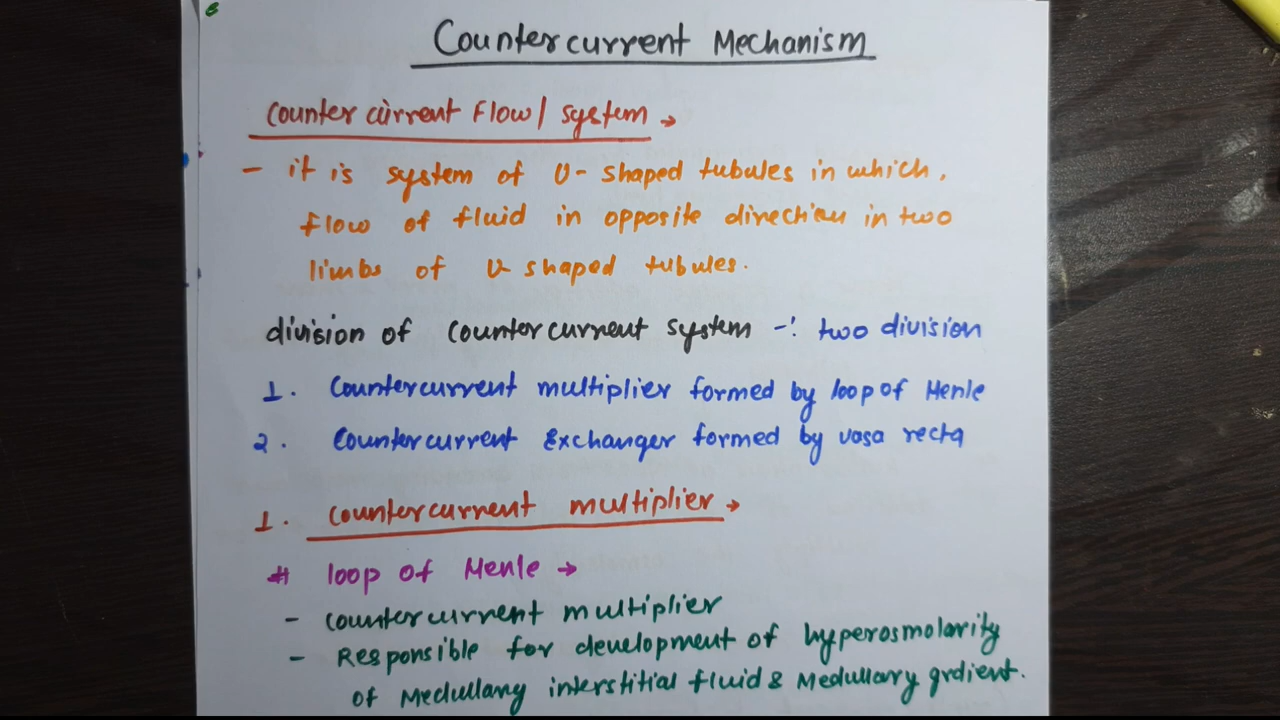 Countercurrent Mechanism
Counter current Flow/ system →
- it is system of U-shaped tubules in which,
flow of fluid in opposite direction in two
limbs of U-shaped tubules.
division of countercurrent system -: two division
1. Countercurrent multiplier formed by loop of Henle
2. Countercurrent Exchanger formed by vasa recta
1. countercurrent multiplier →
# loop of Henle →
- countercurrent multiplier
- Responsible for development of hyperosmolarity
of Medullary interstitial fluid & Medullary grdient.